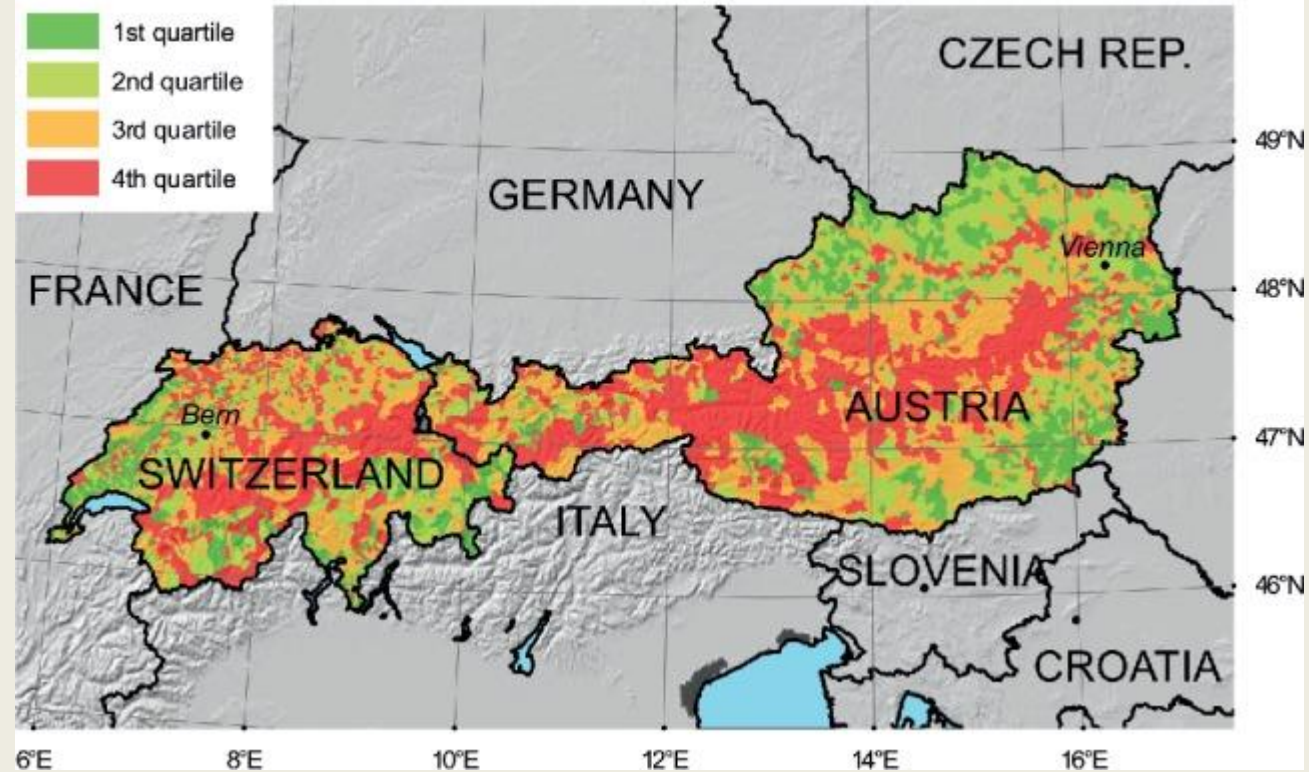 1st quartile
2nd quartile
3rd quartile
4th quartile
CZECH REP.
49°N
GERMANY
Vienna
FRANCE
48°N
Bern
AUSTRIA
47°N
SWITZERLAND
ITALY
SLOVENIA
46°N
CROATIA
6°E
8°E
10°E
12°E
14°E
16°E